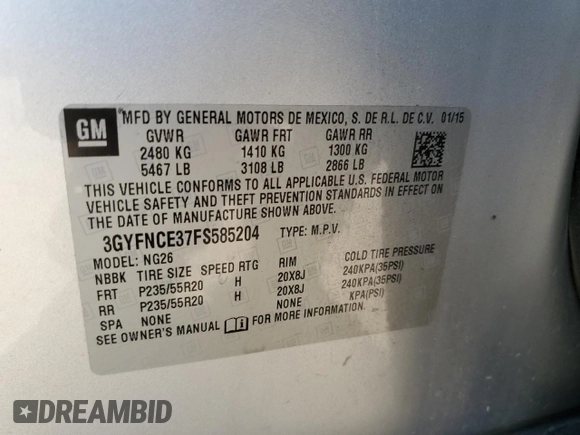 GM
MFD BY GENERAL MOTORS DE MEXICO, S. DE R.L. DE C.V. 01/15
GVWR GAWR FRT GAWR RR
2480 KG 1410 KG 1300 KG
5467 LB 3108 LB 2866 LB
THIS VEHICLE CONFORMS TO ALL APPLICABLE U.S. FEDERAL MOTOR
VEHICLE SAFETY AND THEFT PREVENTION STANDARDS IN EFFECT ON
THE DATE OF MANUFACTURE SHOWN ABOVE.
3GYFNCE37FS585204 TYPE: M.P.V.
MODEL: NG26
NBBK TIRE SIZE SPEED RTG RIM COLD TIRE PRESSURE
FRT P235/55R20 H 20X8J 240KPA(35PSI)
RR P235/55R20 H 20X8J 240KPA(35PSI)
SPA NONE NONE KPA(PSI)
SEE OWNER'S MANUAL FOR MORE INFORMATION.
DREAMBID